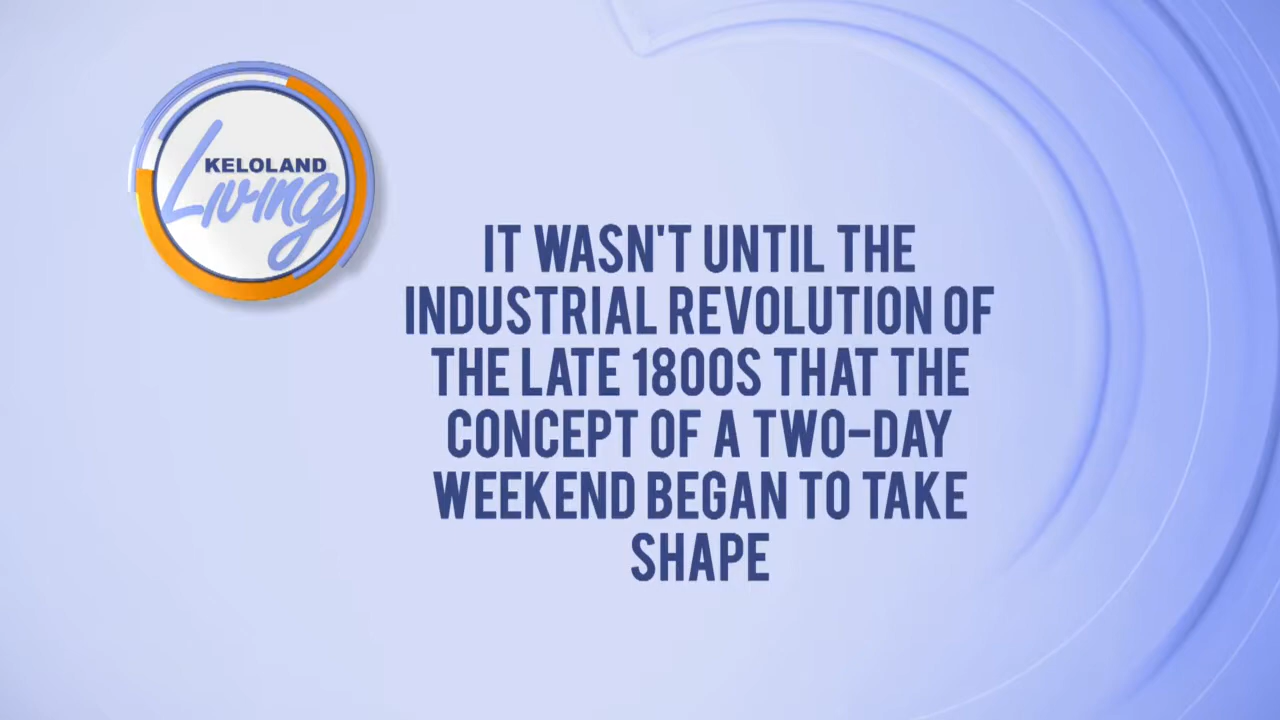 KELOLAND
Living
IT WASN'T UNTIL THE
INDUSTRIAL REVOLUTION OF
THE LATE 1800S THAT THE
CONCEPT OF A TWO-DAY
WEEKEND BEGAN TO TAKE
SHAPE